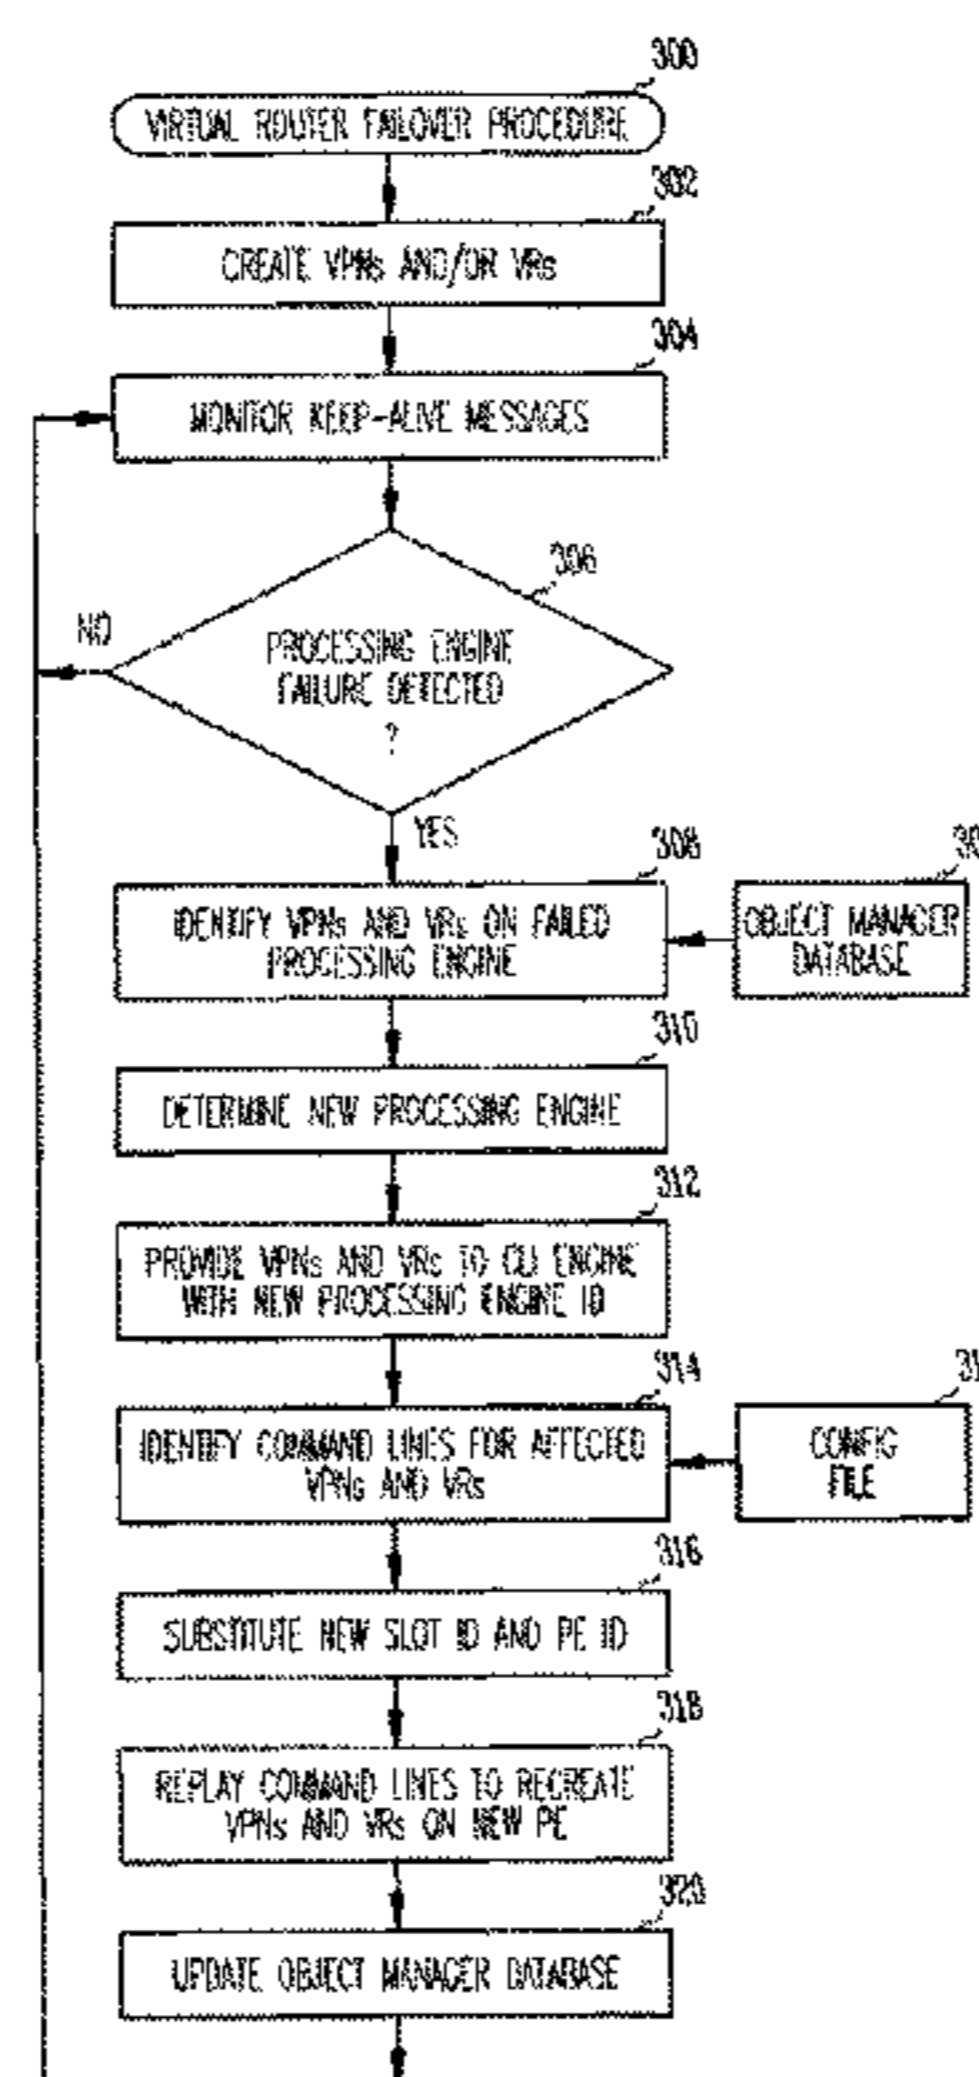 300
VIRTUAL ROUTER FAILOVER PROCEDURE
302
CREATE VPNs AND/OR VRs
304
MONITOR KEEP-ALIVE MESSAGES
306
NO
PROCESSING ENGINE
FAILURE DETECTED
?
YES
308
IDENTIFY VPNs AND VRs ON FAILED
PROCESSING ENGINE
30
OBJECT MANAGER
DATABASE
310
DETERMINE NEW PROCESSING ENGINE
312
PROVIDE VPNs AND VRs TO CLI ENGINE
WITH NEW PROCESSING ENGINE ID
314
IDENTIFY COMMAND LINES FOR AFFECTED
VPNs AND VRs
31
CONFIG
FILE
316
SUBSTITUTE NEW SLOT ID AND PE ID
318
REPLAY COMMAND LINES TO RECREATE
VPNs AND VRs ON NEW PE
320
UPDATE OBJECT MANAGER DATABASE